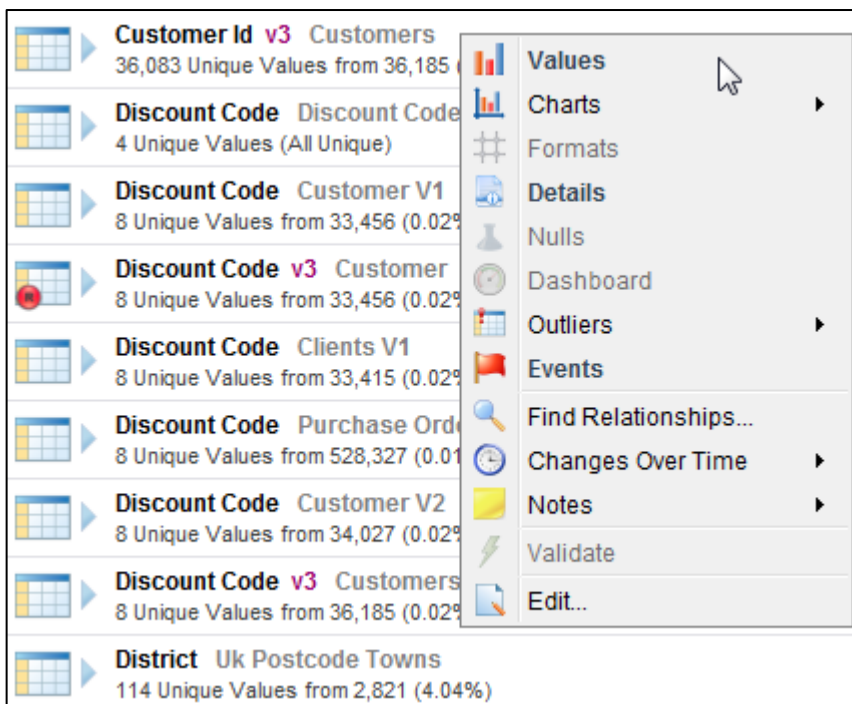 Customer Id v3 Customers
36,083 Unique Values from 36,185 (
Discount Code Discount Code
4 Unique Values (All Unique)
Discount Code Customer V1
8 Unique Values from 33,456 (0.02%
Discount Code v3 Customer
8 Unique Values from 33,456 (0.02%
Discount Code Clients V1
8 Unique Values from 33,415 (0.02%
Discount Code Purchase Orde
8 Unique Values from 528,327 (0.01
Discount Code Customer V2
8 Unique Values from 34,027 (0.02%
Discount Code v3 Customers
8 Unique Values from 36,185 (0.02%
District Uk Postcode Towns
114 Unique Values from 2,821 (4.04%)
Values
Charts
Formats
Details
Nulls
Dashboard
Outliers
Events
Find Relationships...
Changes Over Time
Notes
Validate
Edit...